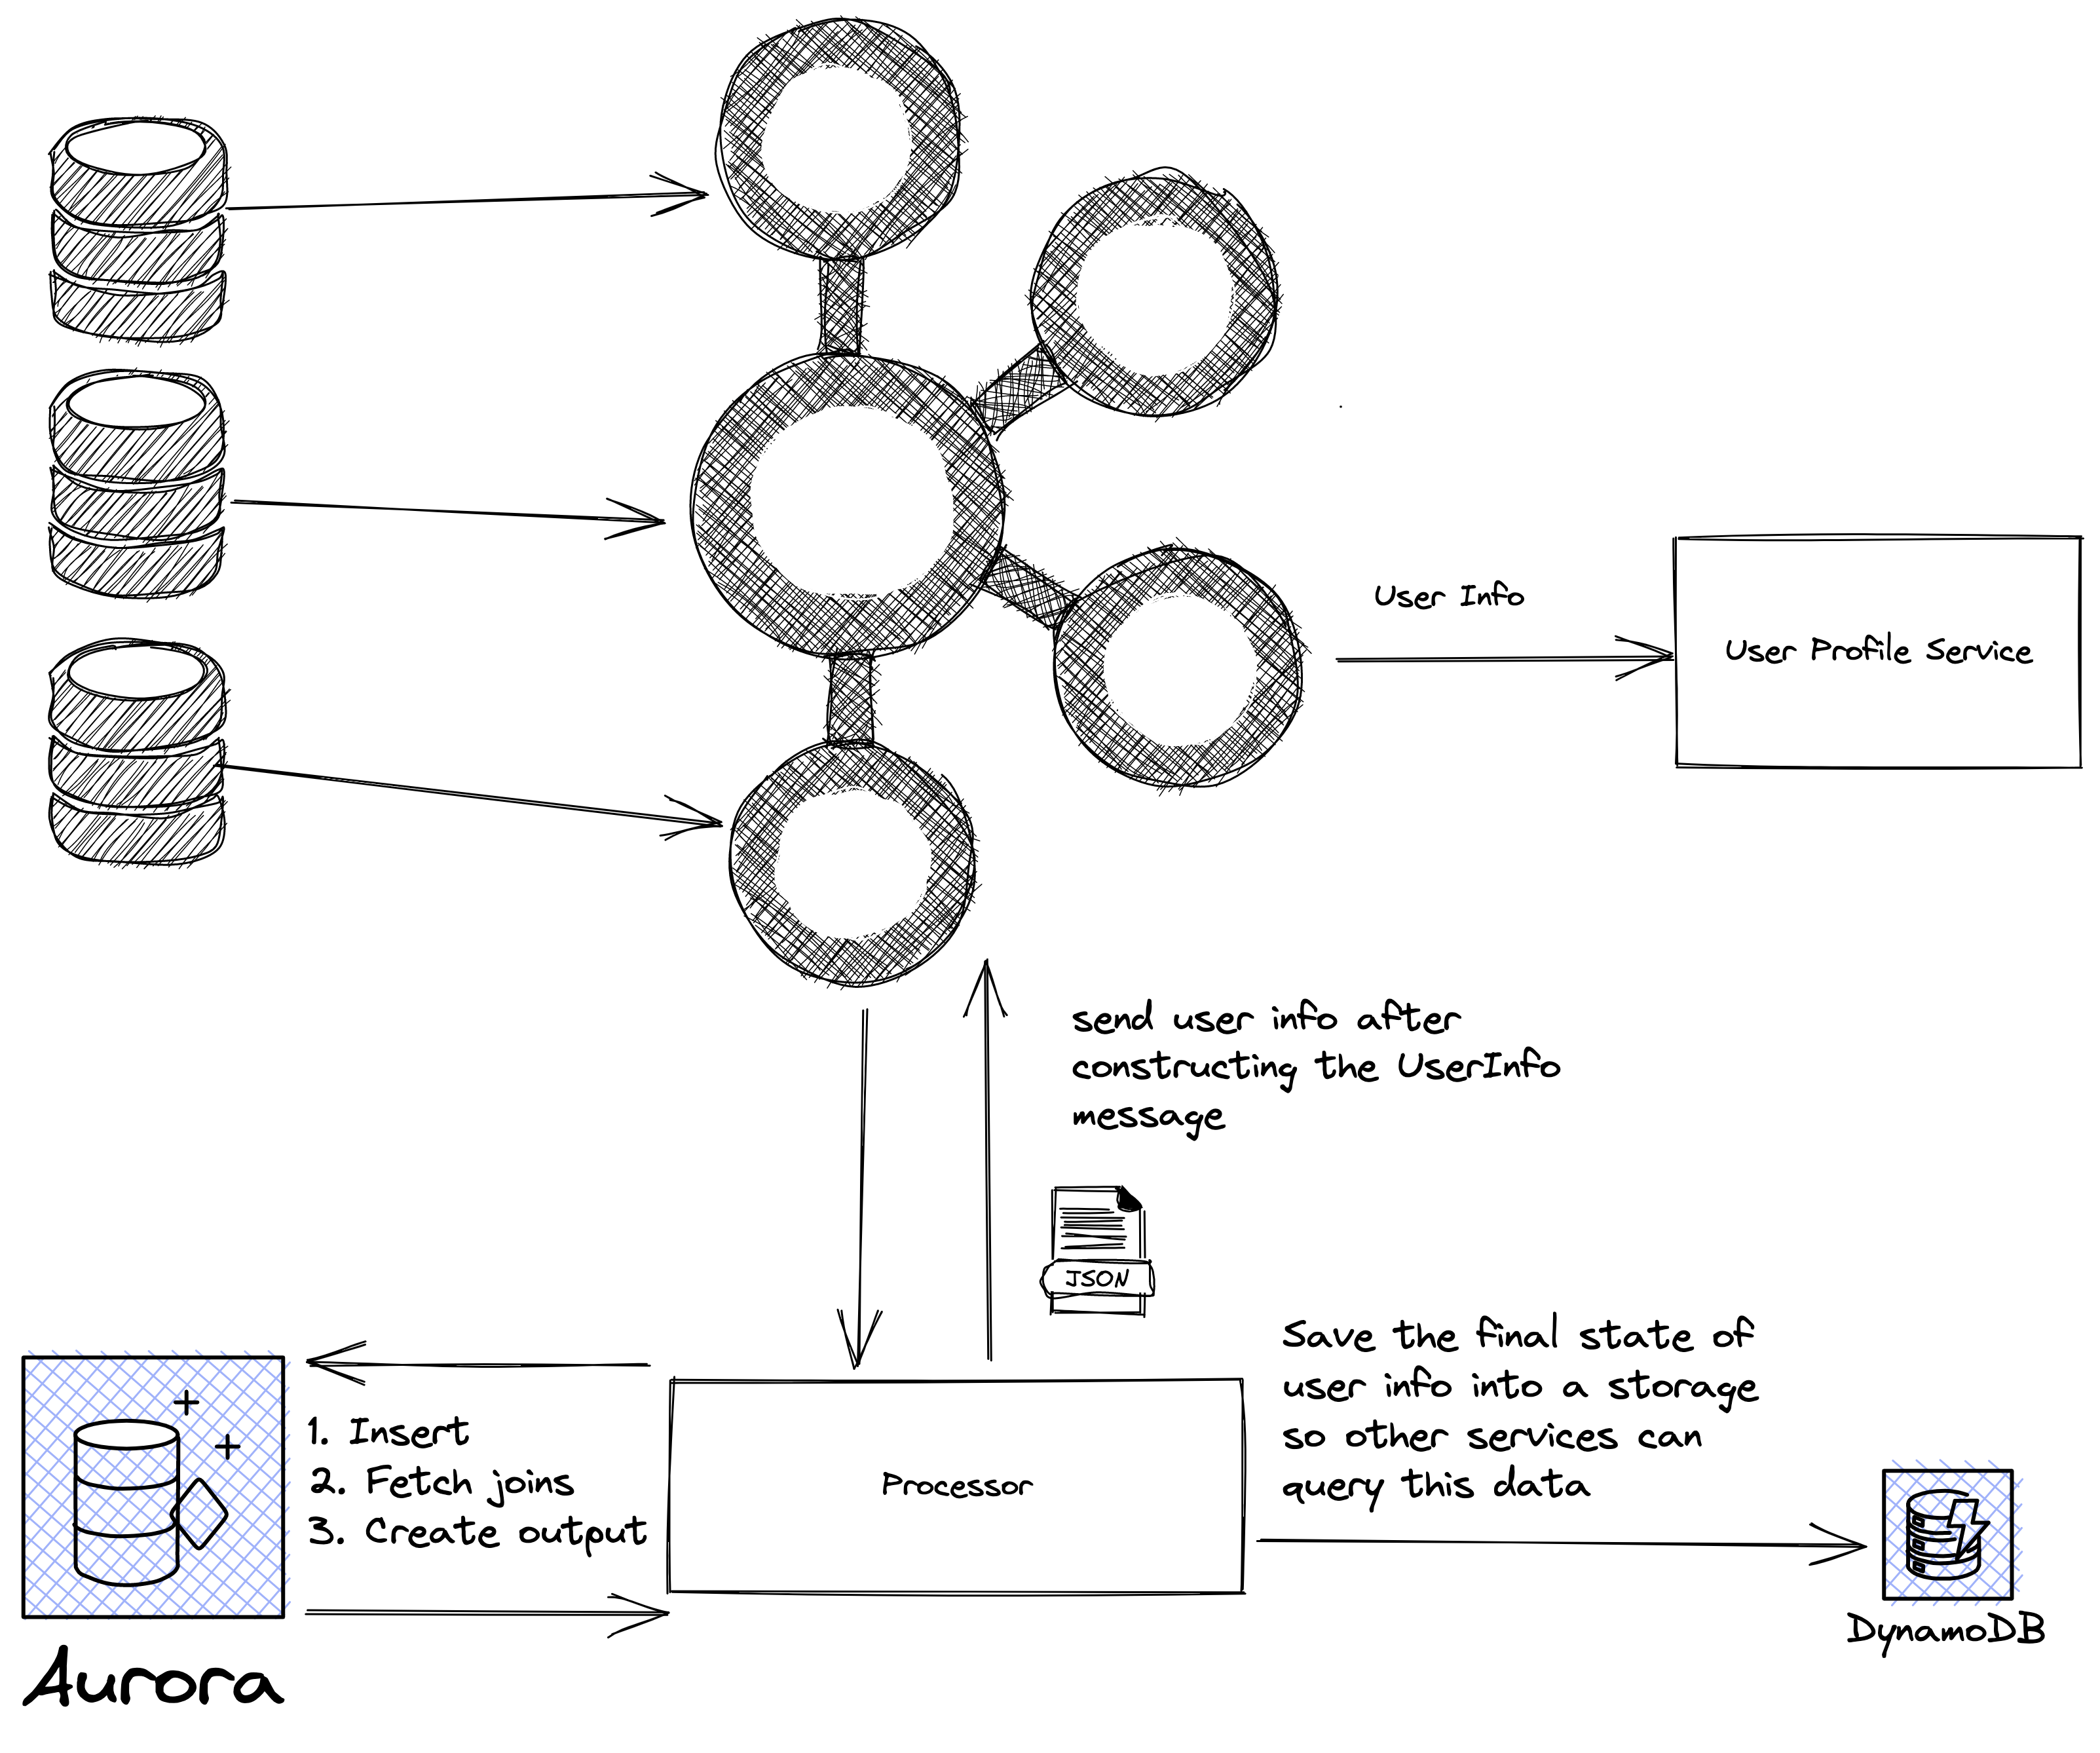 User Info
User Profile Service
send user info after
constructing the UserInfo
message
JSON
Save the final state of
user info into a storage
so other services can
query this data
1. Insert
2. Fetch joins
3. Create output
Processor
DynamoDB
Aurora